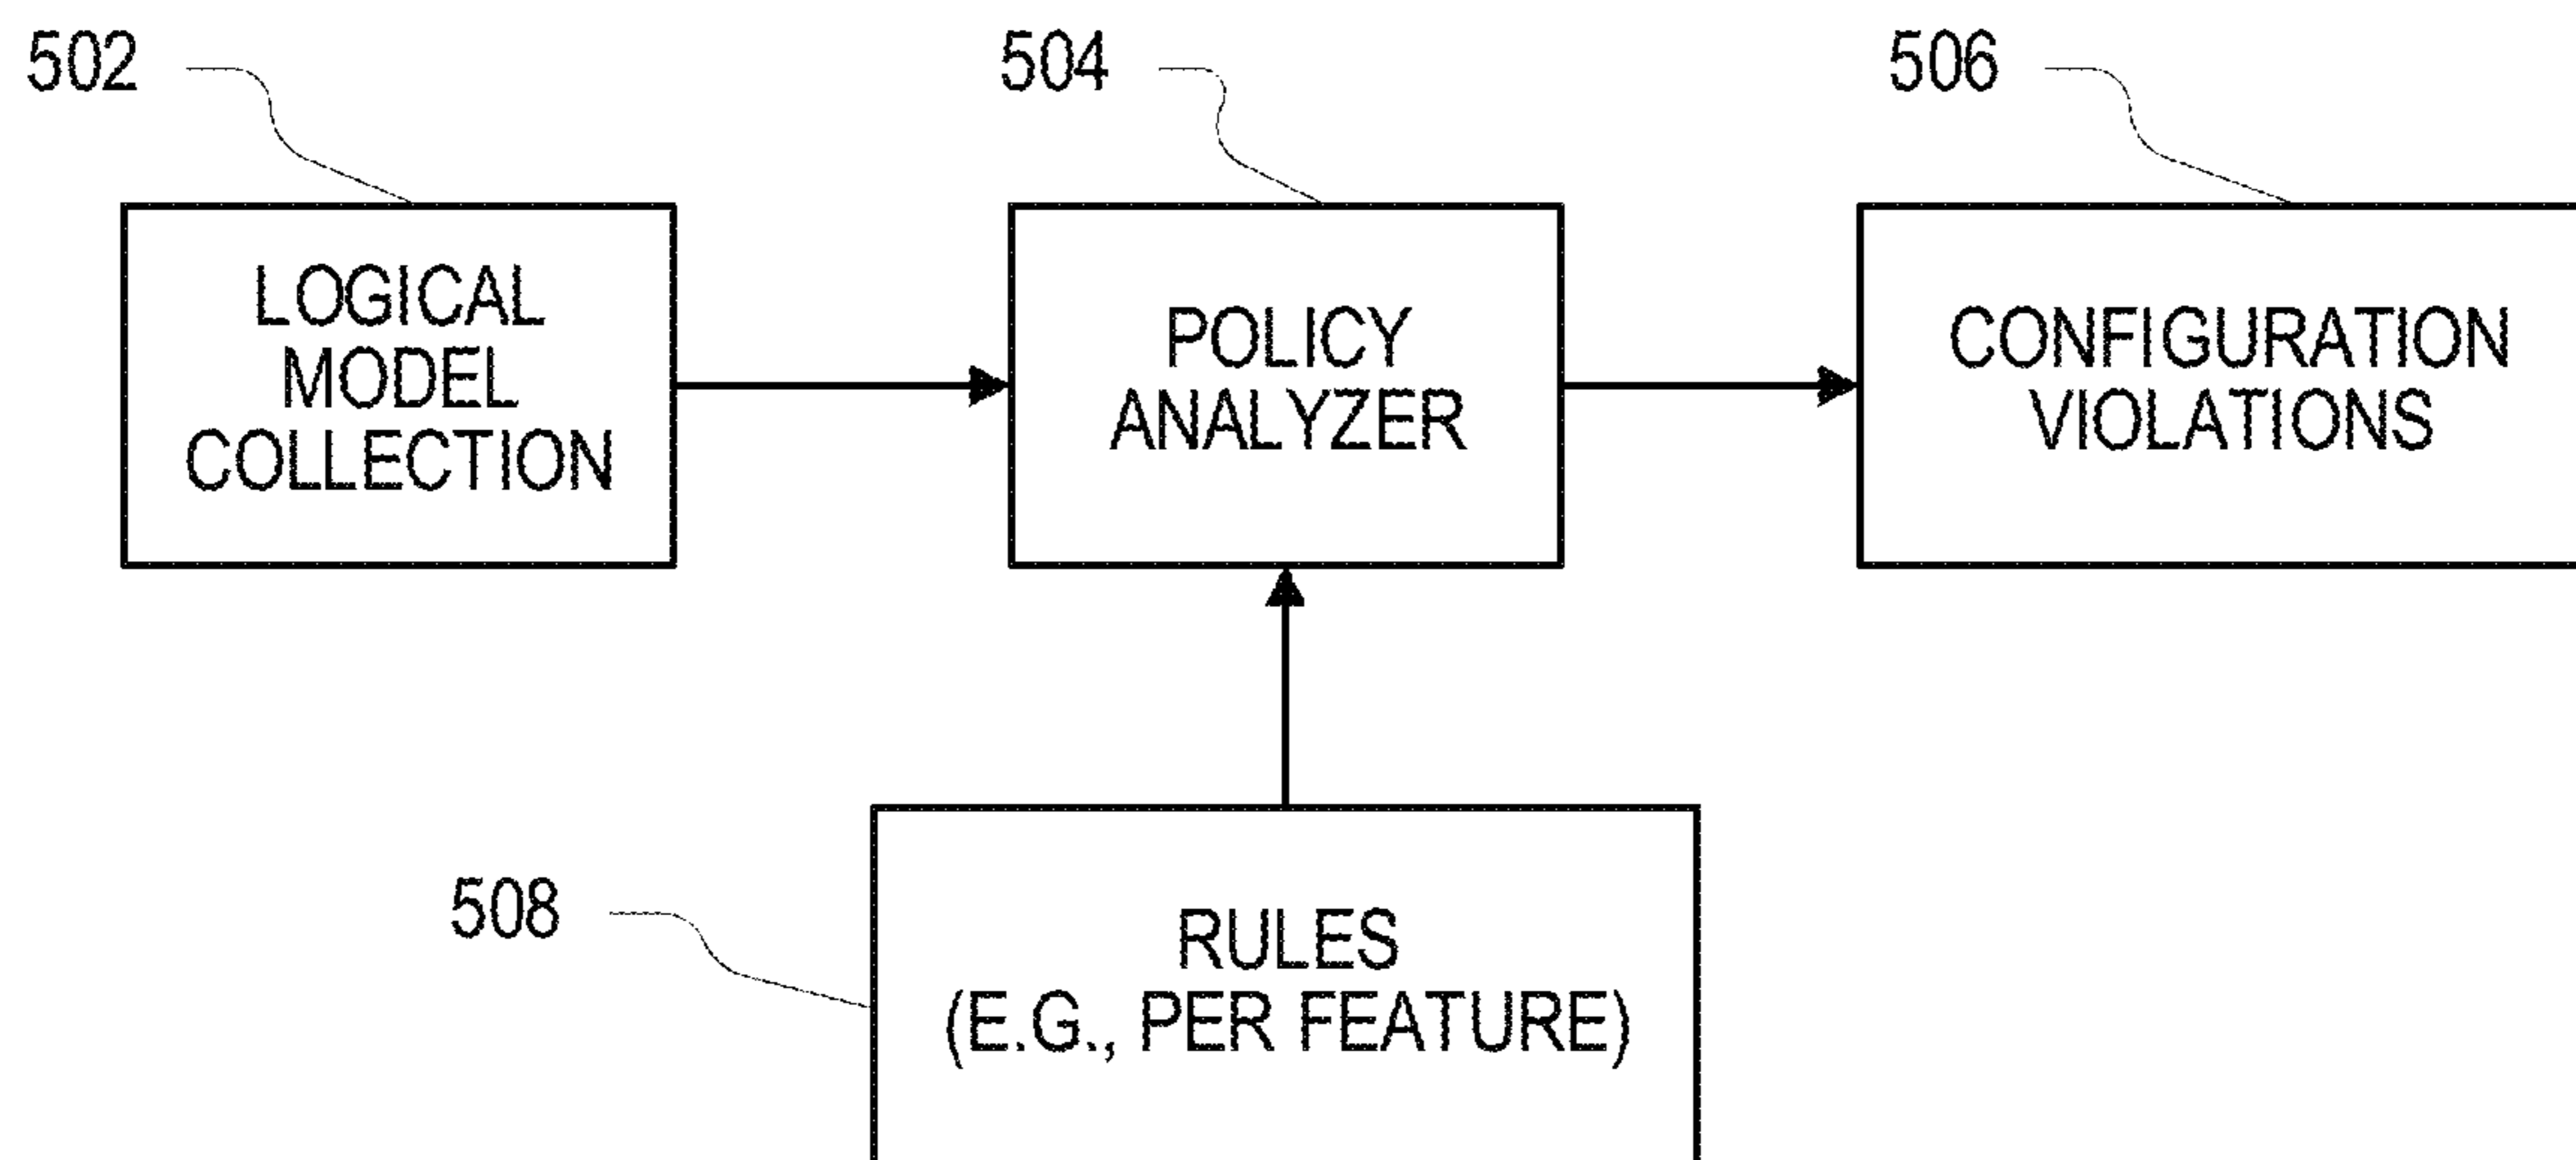 502
504
506
LOGICAL
MODEL
COLLECTION
POLICY
ANALYZER
CONFIGURATION
VIOLATIONS
508
RULES
(E.G., PER FEATURE)